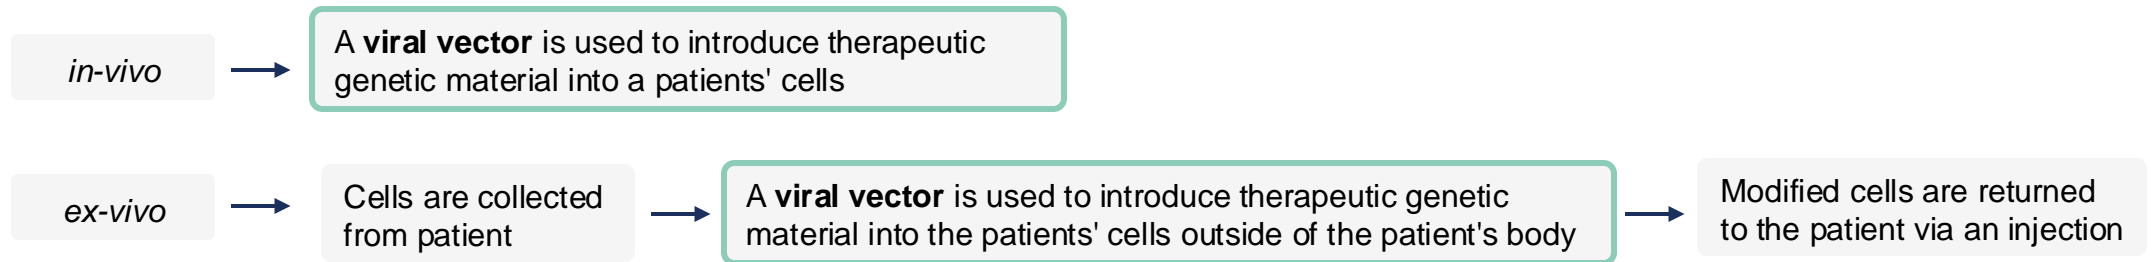 in-vivo
A viral vector is used to introduce therapeutic
genetic material into a patients' cells
ex-vivo
Cells are collected
from patient
A viral vector is used to introduce therapeutic genetic
material into the patients' cells outside of the patient's body
Modified cells are returned
to the patient via an injection